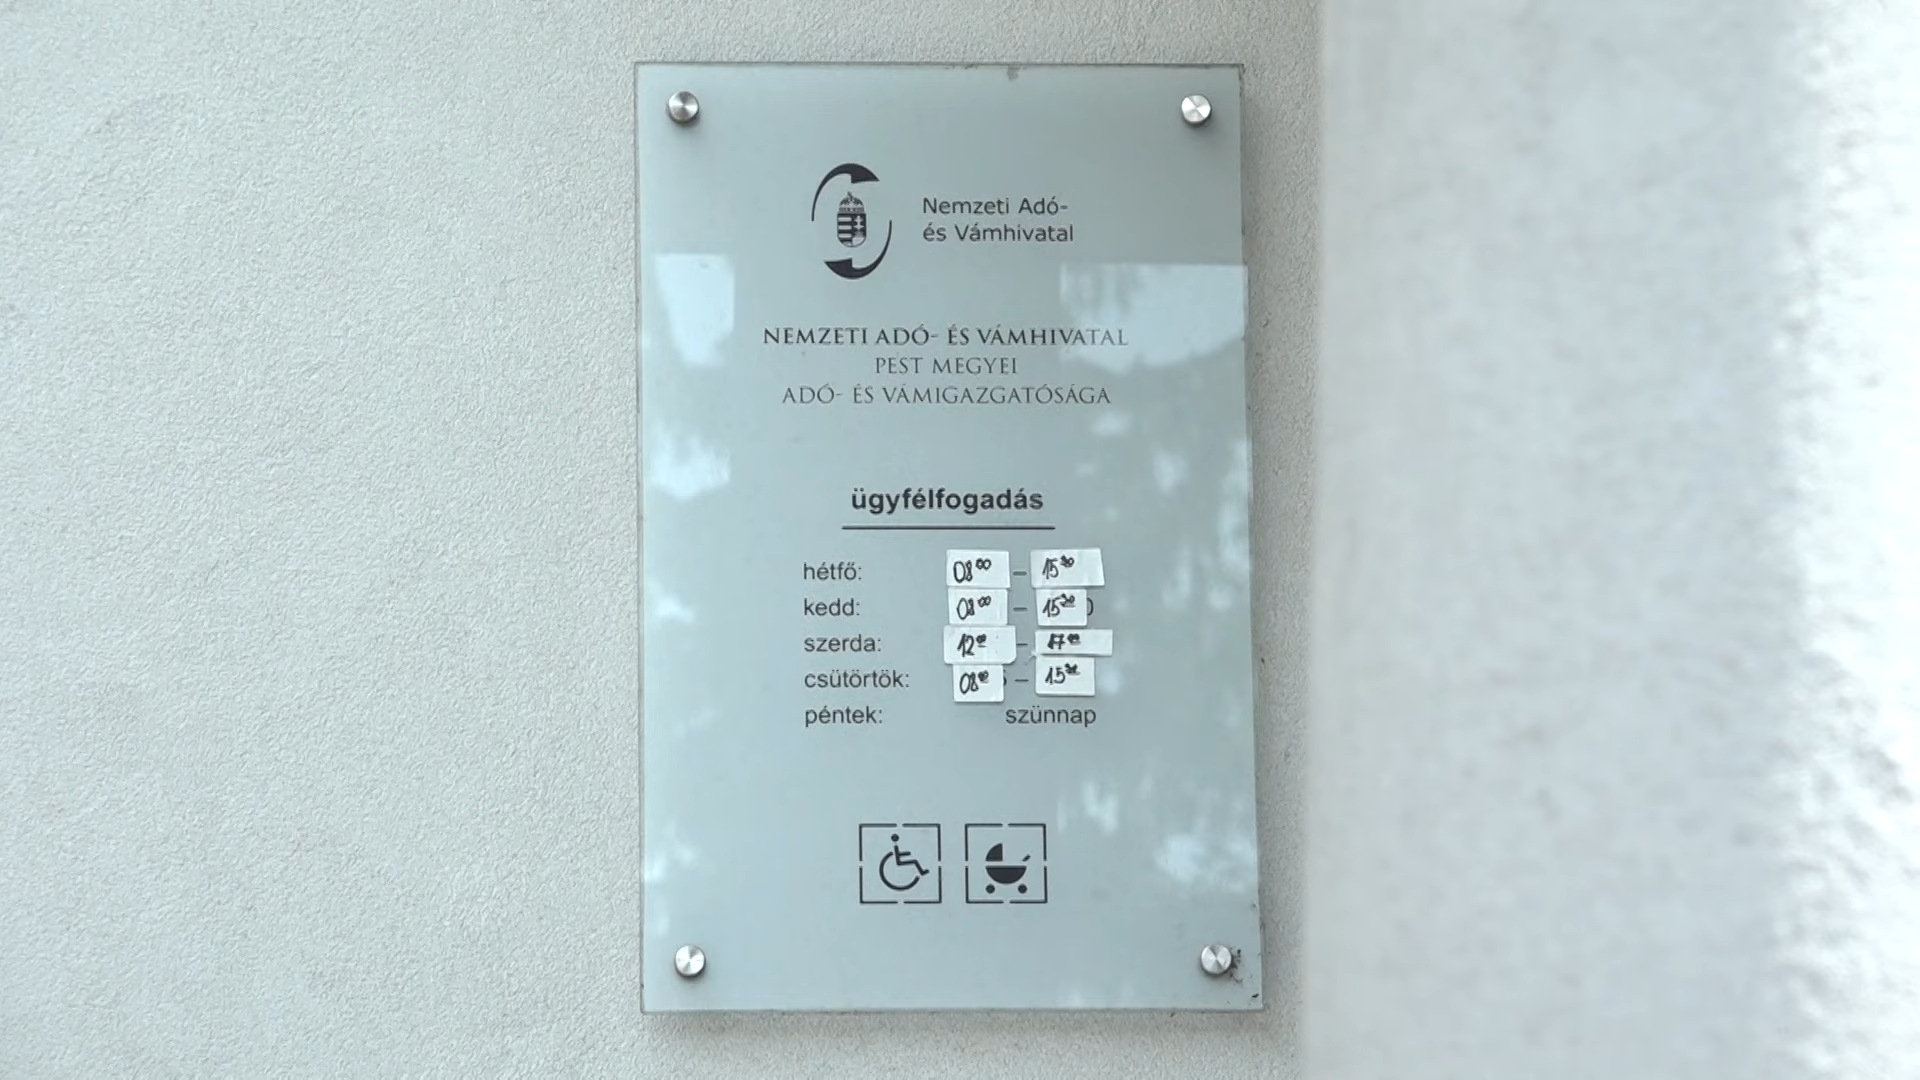 Nemzeti Adó-
és Vámhivatal
NEMZETI ADÓ- ÉS VÁMHIVATAL
PEST MEGYEI
ADÓ- ÉS VÁMIGAZGATÓSÁGA
ügyfélfogadás
hétfő: 08⁰⁰ – 15³⁰
kedd: 08⁰⁰ – 15³⁰
szerda: 12⁰⁰ – 17⁰⁰
csütörtök: 08⁰⁰ – 15³⁰
péntek: szünnap